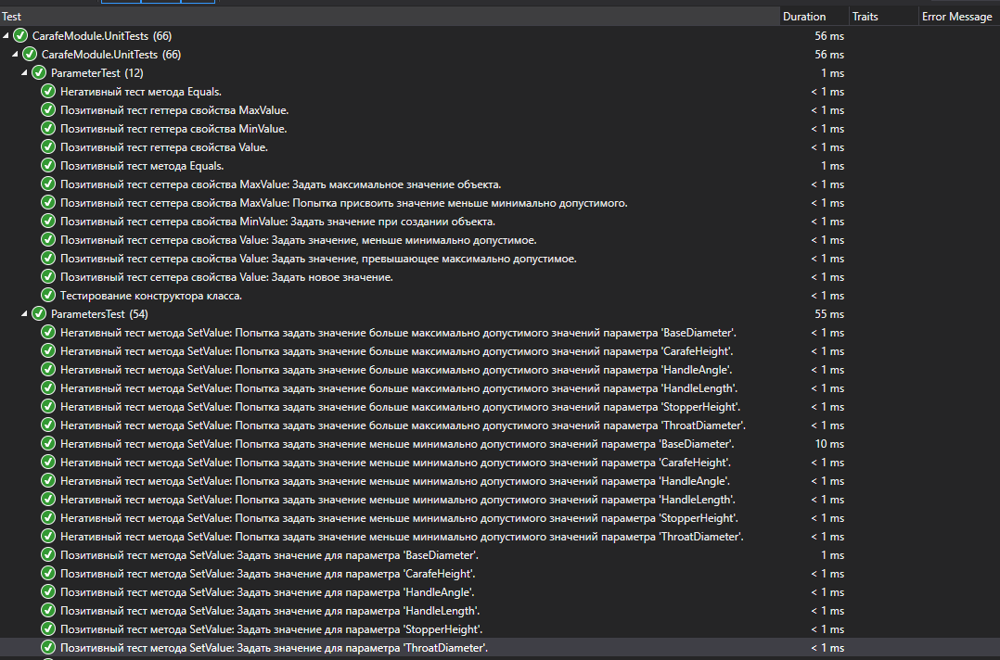 Test Duration Traits Error Message
CarafeModule.UnitTests (66) 56 ms
CarafeModule.UnitTests (66) 56 ms
ParameterTest (12) 1 ms
Негативный тест метода Equals. < 1 ms
Позитивный тест геттера свойства MaxValue. < 1 ms
Позитивный тест геттера свойства MinValue. < 1 ms
Позитивный тест геттера свойства Value. < 1 ms
Позитивный тест метода Equals. 1 ms
Позитивный тест сеттера свойства MaxValue: Задать максимальное значение объекта. < 1 ms
Позитивный тест сеттера свойства MaxValue: Попытка присвоить значение меньше минимально допустимого. < 1 ms
Позитивный тест сеттера свойства MinValue: Задать значение при создании объекта. < 1 ms
Позитивный тест сеттера свойства Value: Задать значение, меньше минимально допустимое. < 1 ms
Позитивный тест сеттера свойства Value: Задать значение, превышающее максимально допустимое. < 1 ms
Позитивный тест сеттера свойства Value: Задать новое значение. < 1 ms
Тестирование конструктора класса. < 1 ms
ParametersTest (54) 55 ms
Негативный тест метода SetValue: Попытка задать значение больше максимально допустимого значений параметра 'BaseDiameter'. < 1 ms
Негативный тест метода SetValue: Попытка задать значение больше максимально допустимого значений параметра 'CarafeHeight'. < 1 ms
Негативный тест метода SetValue: Попытка задать значение больше максимально допустимого значений параметра 'HandleAngle'. < 1 ms
Негативный тест метода SetValue: Попытка задать значение больше максимально допустимого значений параметра 'HandleLength'. < 1 ms
Негативный тест метода SetValue: Попытка задать значение больше максимально допустимого значений параметра 'StopperHeight'. < 1 ms
Негативный тест метода SetValue: Попытка задать значение больше максимально допустимого значений параметра 'ThroatDiameter'. < 1 ms
Негативный тест метода SetValue: Попытка задать значение меньше минимально допустимого значений параметра 'BaseDiameter'. 10 ms
Негативный тест метода SetValue: Попытка задать значение меньше минимально допустимого значений параметра 'CarafeHeight'. < 1 ms
Негативный тест метода SetValue: Попытка задать значение меньше минимально допустимого значений параметра 'HandleAngle'. < 1 ms
Негативный тест метода SetValue: Попытка задать значение меньше минимально допустимого значений параметра 'HandleLength'. < 1 ms
Негативный тест метода SetValue: Попытка задать значение меньше минимально допустимого значений параметра 'StopperHeight'. < 1 ms
Негативный тест метода SetValue: Попытка задать значение меньше минимально допустимого значений параметра 'ThroatDiameter'. < 1 ms
Позитивный тест метода SetValue: Задать значение для параметра 'BaseDiameter'. 1 ms
Позитивный тест метода SetValue: Задать значение для параметра 'CarafeHeight'. < 1 ms
Позитивный тест метода SetValue: Задать значение для параметра 'HandleAngle'. < 1 ms
Позитивный тест метода SetValue: Задать значение для параметра 'HandleLength'. < 1 ms
Позитивный тест метода SetValue: Задать значение для параметра 'StopperHeight'. < 1 ms
Позитивный тест метода SetValue: Задать значение для параметра 'ThroatDiameter'. < 1 ms